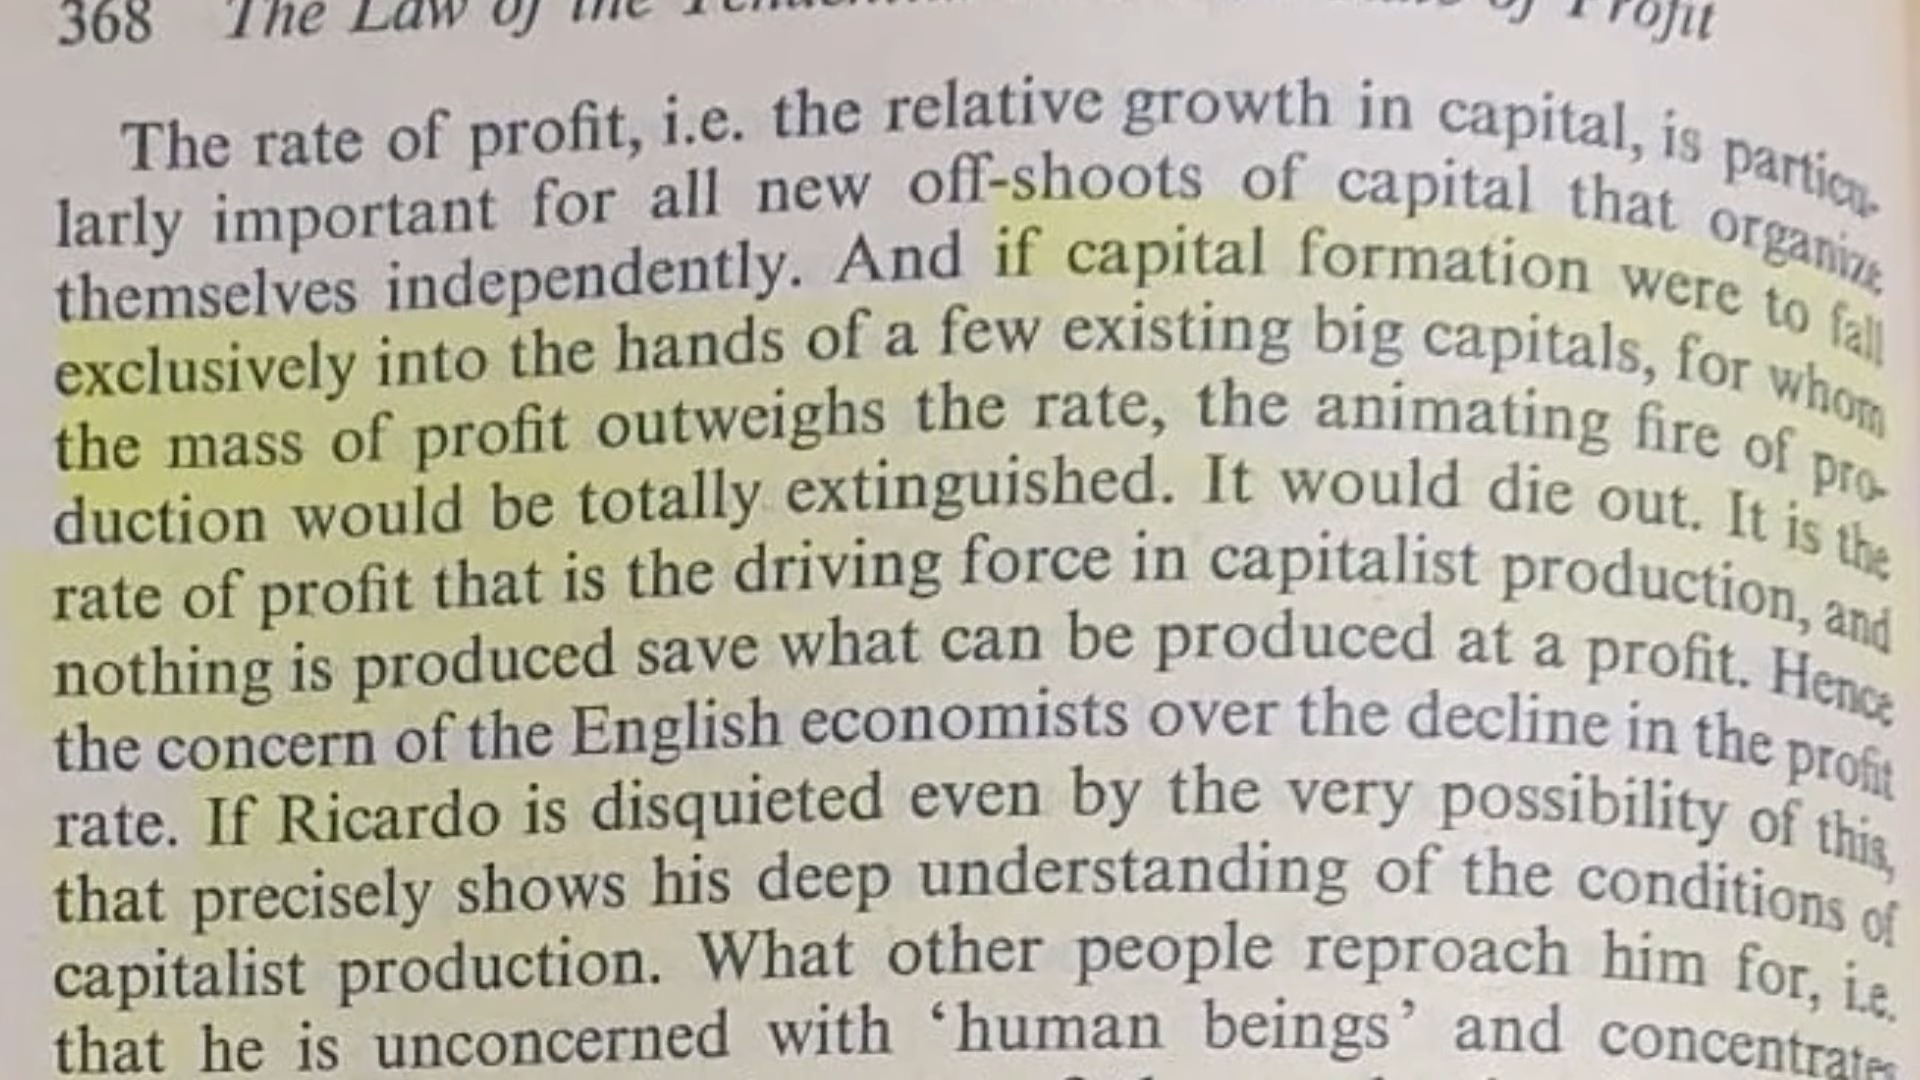 368 The Law of the of Profit
The rate of profit, i.e. the relative growth in capital, is particu-
larly important for all new off-shoots of capital that organize
themselves independently. And if capital formation were to fall
exclusively into the hands of a few existing big capitals, for whom
the mass of profit outweighs the rate, the animating fire of pro-
duction would be totally extinguished. It would die out. It is the
rate of profit that is the driving force in capitalist production, and
nothing is produced save what can be produced at a profit. Hence
the concern of the English economists over the decline in the profit
rate. If Ricardo is disquieted even by the very possibility of this,
that precisely shows his deep understanding of the conditions of
capitalist production. What other people reproach him for, i.e.
that he is unconcerned with ‘human beings’ and concentrates